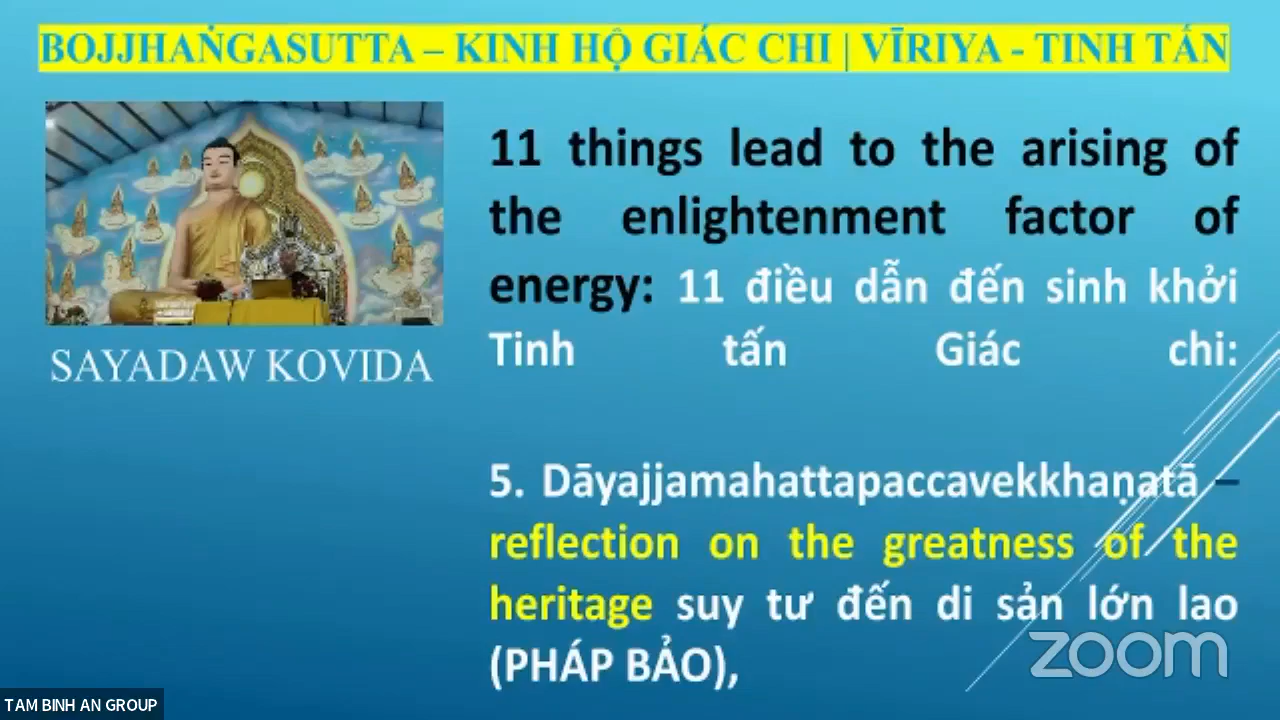 BOJJHAṄGASUTTA – KINH HỘ GIÁC CHI | VĪRIYA - TINH TẤN
SAYADAW KOVIDA
11 things lead to the arising of
the enlightenment factor of
energy: 11 điều dẫn đến sinh khởi
Tinh tấn Giác chi:
5. Dāyajjamahattapaccavekkhaṇatā –
reflection on the greatness of the
heritage suy tư đến di sản lớn lao
(PHÁP BẢO),
zoom
TAM BINH AN GROUP